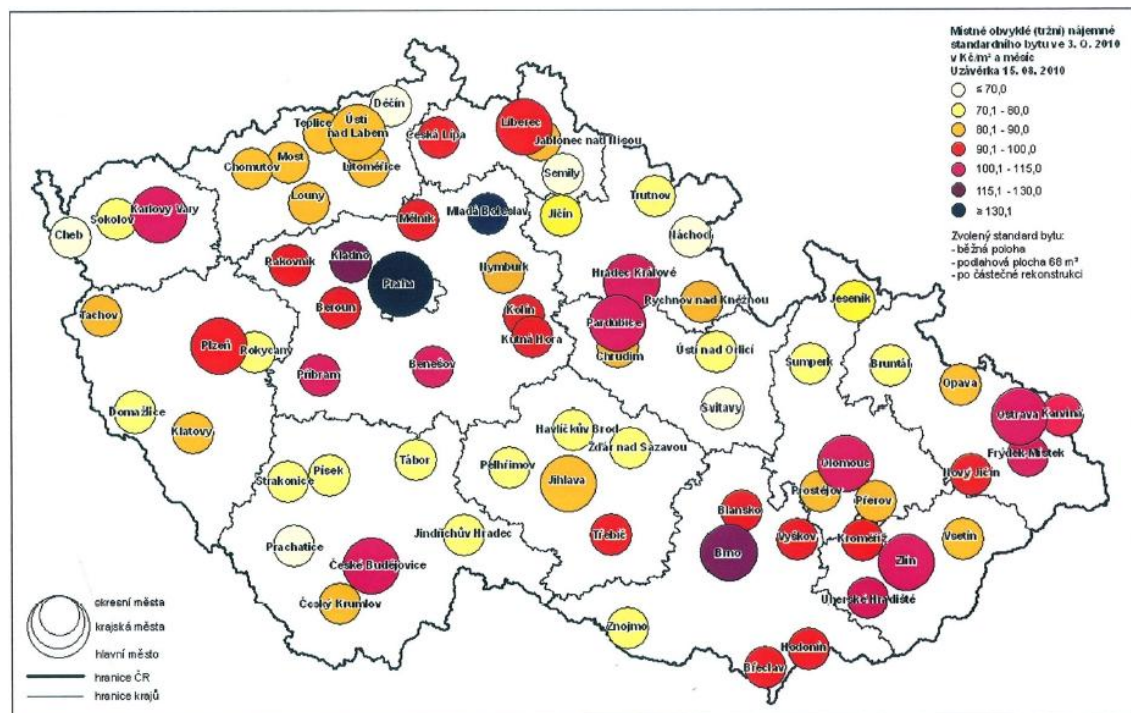 Místně obvyklé (tržní) nájemné
standardního bytu ve 3. Q. 2010
v Kč/m² a měsíc
Uzávěrka 15. 08. 2010
≤ 70,0
70,1 - 80,0
80,1 - 90,0
90,1 - 100,0
100,1 - 115,0
115,1 - 130,0
≥ 130,1
Zvolený standard bytu:
- běžná poloha
- podlahová plocha 68 m²
- po částečné rekonstrukci
Děčín
Teplice
Ústí
nad Labem
Česká Lípa
Liberec
Jablonec nad Nisou
Chomutov
Most
Litoměřice
Semily
Louny
Trutnov
Karlovy Vary
Sokolov
Cheb
Mělník
Mladá Boleslav
Jičín
Náchod
Rakovník
Kladno
Praha
Nymburk
Hradec Králové
Rychnov nad Kněžnou
Jeseník
Tachov
Beroun
Kolín
Kutná Hora
Pardubice
Chrudim
Plzeň
Rokycany
Ústí nad Orlicí
Šumperk
Bruntál
Příbram
Benešov
Opava
Domažlice
Klatovy
Svitavy
Ostrava
Karviná
Frýdek-Místek
Havlíčkův Brod
Žďár nad Sázavou
Tábor
Pelhřimov
Jihlava
Olomouc
Nový Jičín
Strakonice
Písek
Prostějov
Přerov
Blansko
Prachatice
Jindřichův Hradec
Třebíč
Brno
Vyškov
Kroměříž
Vsetín
Zlín
České Budějovice
Český Krumlov
Uherské Hradiště
Znojmo
Hodonín
Břeclav
okresní města
krajská města
hlavní město
hranice ČR
hranice krajů